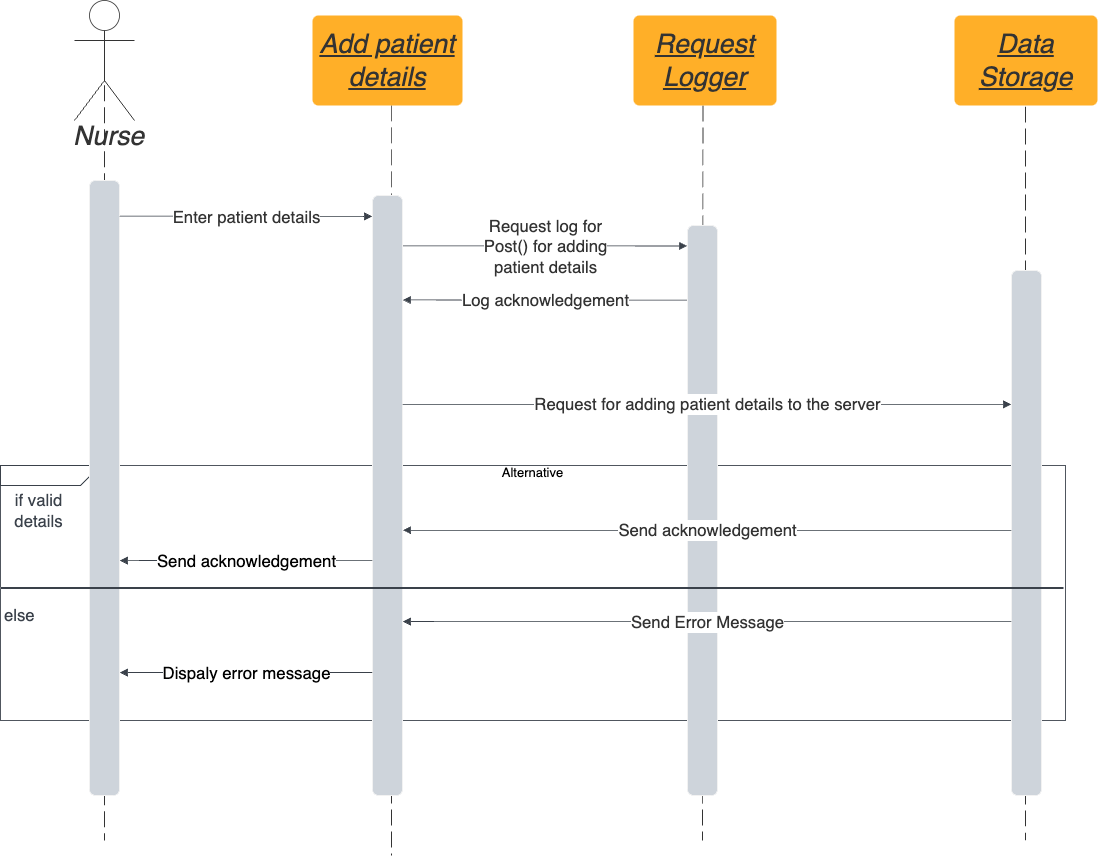 Add patient
details
Request
Logger
Data
Storage
Nurse
Enter patient details
Request log for
Post() for adding
patient details
Log acknowledgement
Request for adding patient details to the server
Alternative
if valid
details
Send acknowledgement
Send acknowledgement
else
Send Error Message
Dispaly error message